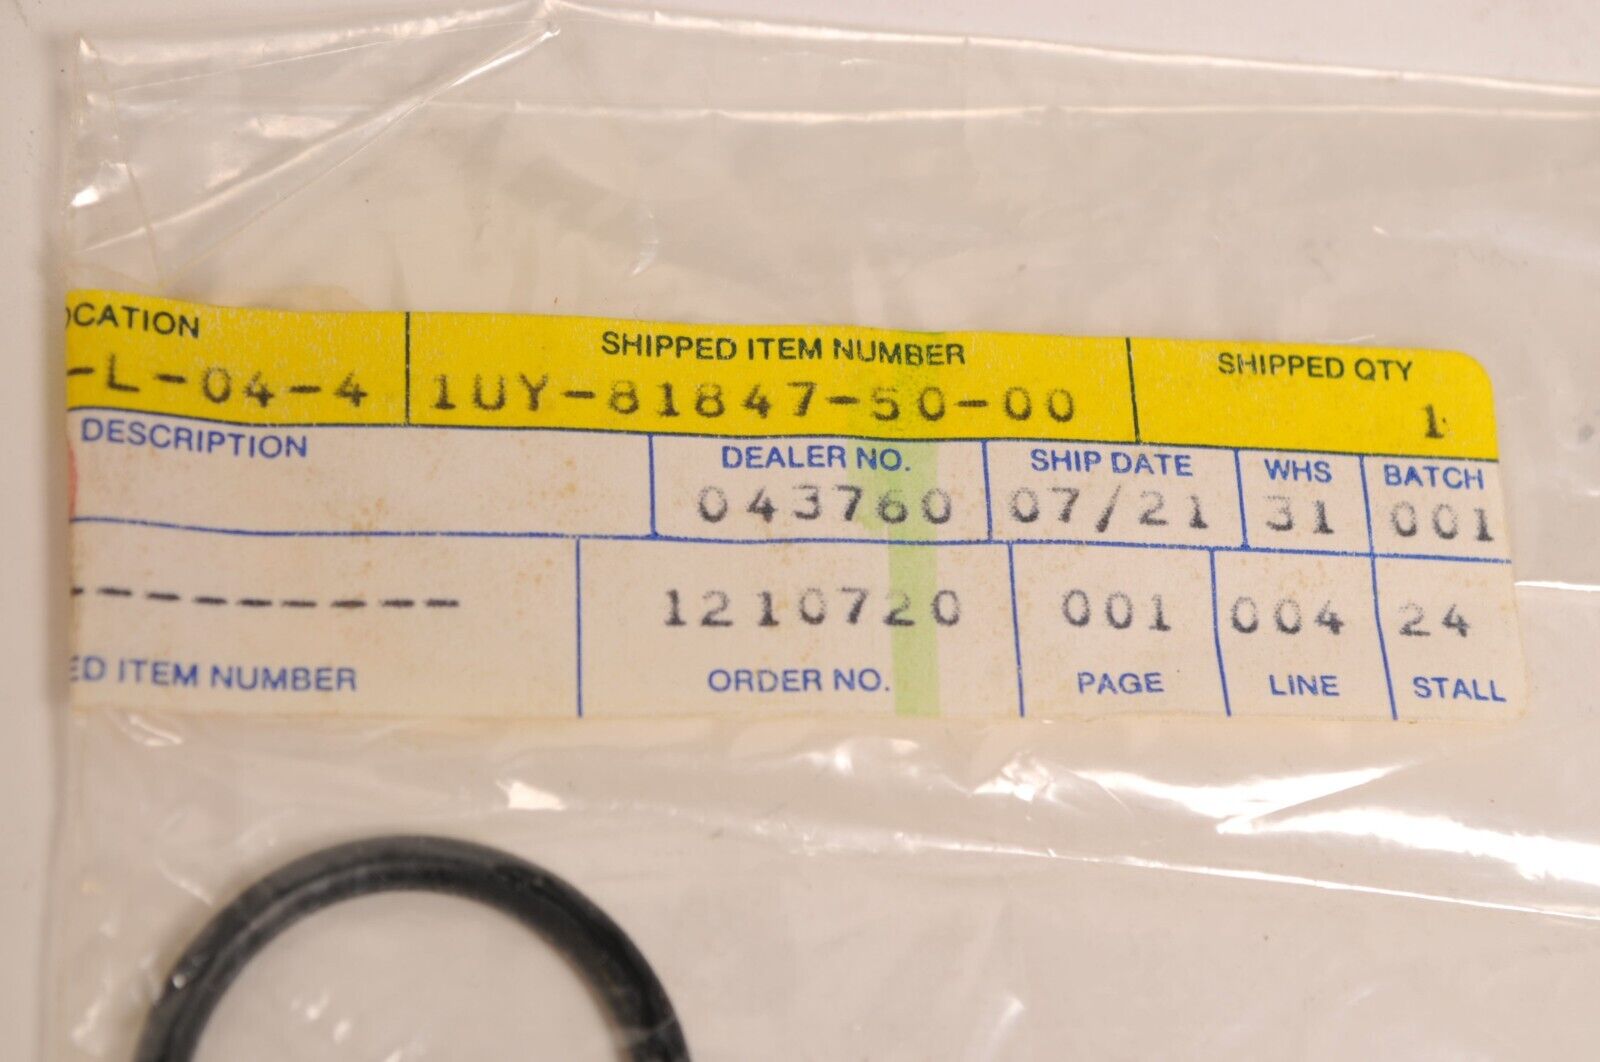 OCATION SHIPPED ITEM NUMBER SHIPPED QTY
-L-04-4 1UY-81847-50-00 1
DESCRIPTION DEALER NO. SHIP DATE WHS BATCH
043760 07/21 31 001
--------- 1210720 001 004 24
ED ITEM NUMBER ORDER NO. PAGE LINE STALL